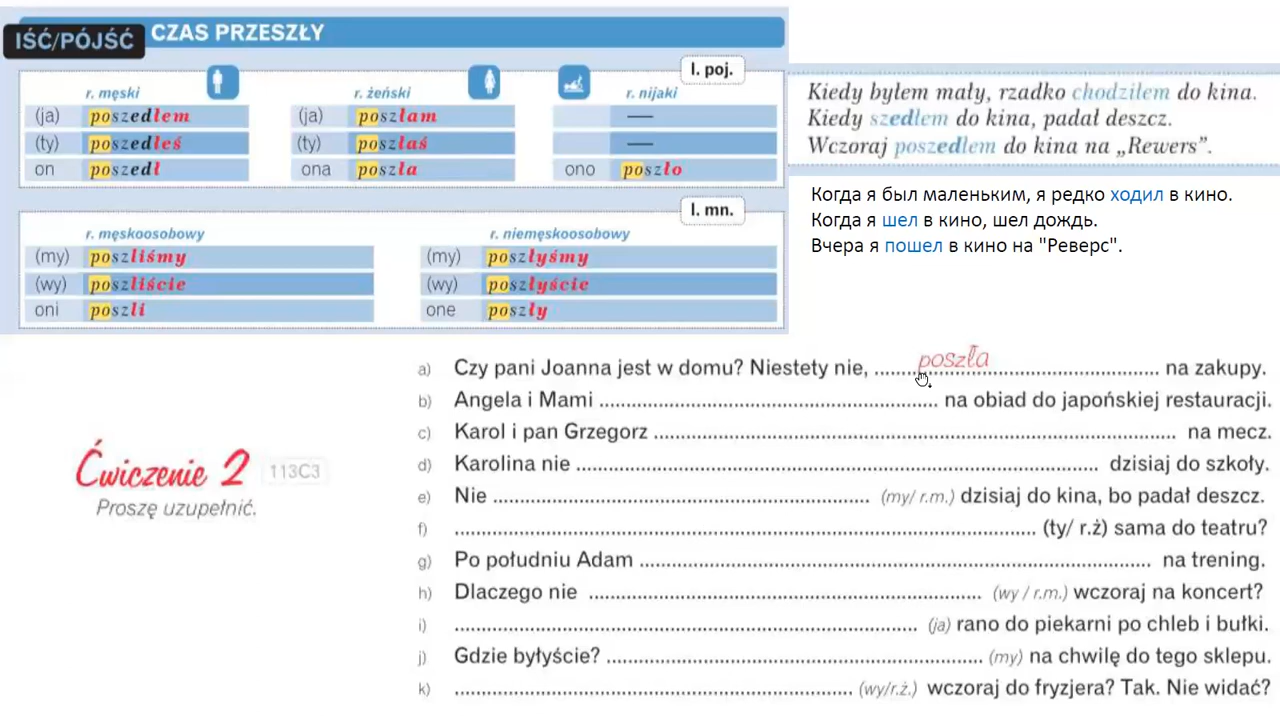 IŚĆ/PÓJŚĆ CZAS PRZESZŁY
l. poj.
r. męski r. żeński r. nijaki
(ja) poszedłem (ja) poszłam —
(ty) poszedłeś (ty) poszłaś —
on poszedł ona poszła ono poszło
l. mn.
r. męskoosobowy r. niemęskoosobowy
(my) poszliśmy (my) poszłyśmy
(wy) poszliście (wy) poszłyście
oni poszli one poszły
Kiedy byłem mały, rzadko chodziłem do kina.
Kiedy szedłem do kina, padał deszcz.
Wczoraj poszedłem do kina na „Rewers”.
Когда я был маленьким, я редко ходил в кино.
Когда я шел в кино, шел дождь.
Вчера я пошел в кино на "Реверс".
Ćwiczenie 2 113C3
Proszę uzupełnić.
a) Czy pani Joanna jest w domu? Niestety nie, ...poszła... na zakupy.
b) Angela i Mami ... na obiad do japońskiej restauracji.
c) Karol i pan Grzegorz ... na mecz.
d) Karolina nie ... dzisiaj do szkoły.
e) Nie ... (my/ r.m.) dzisiaj do kina, bo padał deszcz.
f) ... (ty/ r.ż) sama do teatru?
g) Po południu Adam ... na trening.
h) Dlaczego nie ... (wy / r.m.) wczoraj na koncert?
i) ... (ja) rano do piekarni po chleb i bułki.
j) Gdzie byłyście? ... (my) na chwilę do tego sklepu.
k) ... (wy/r.ż.) wczoraj do fryzjera? Tak. Nie widać?